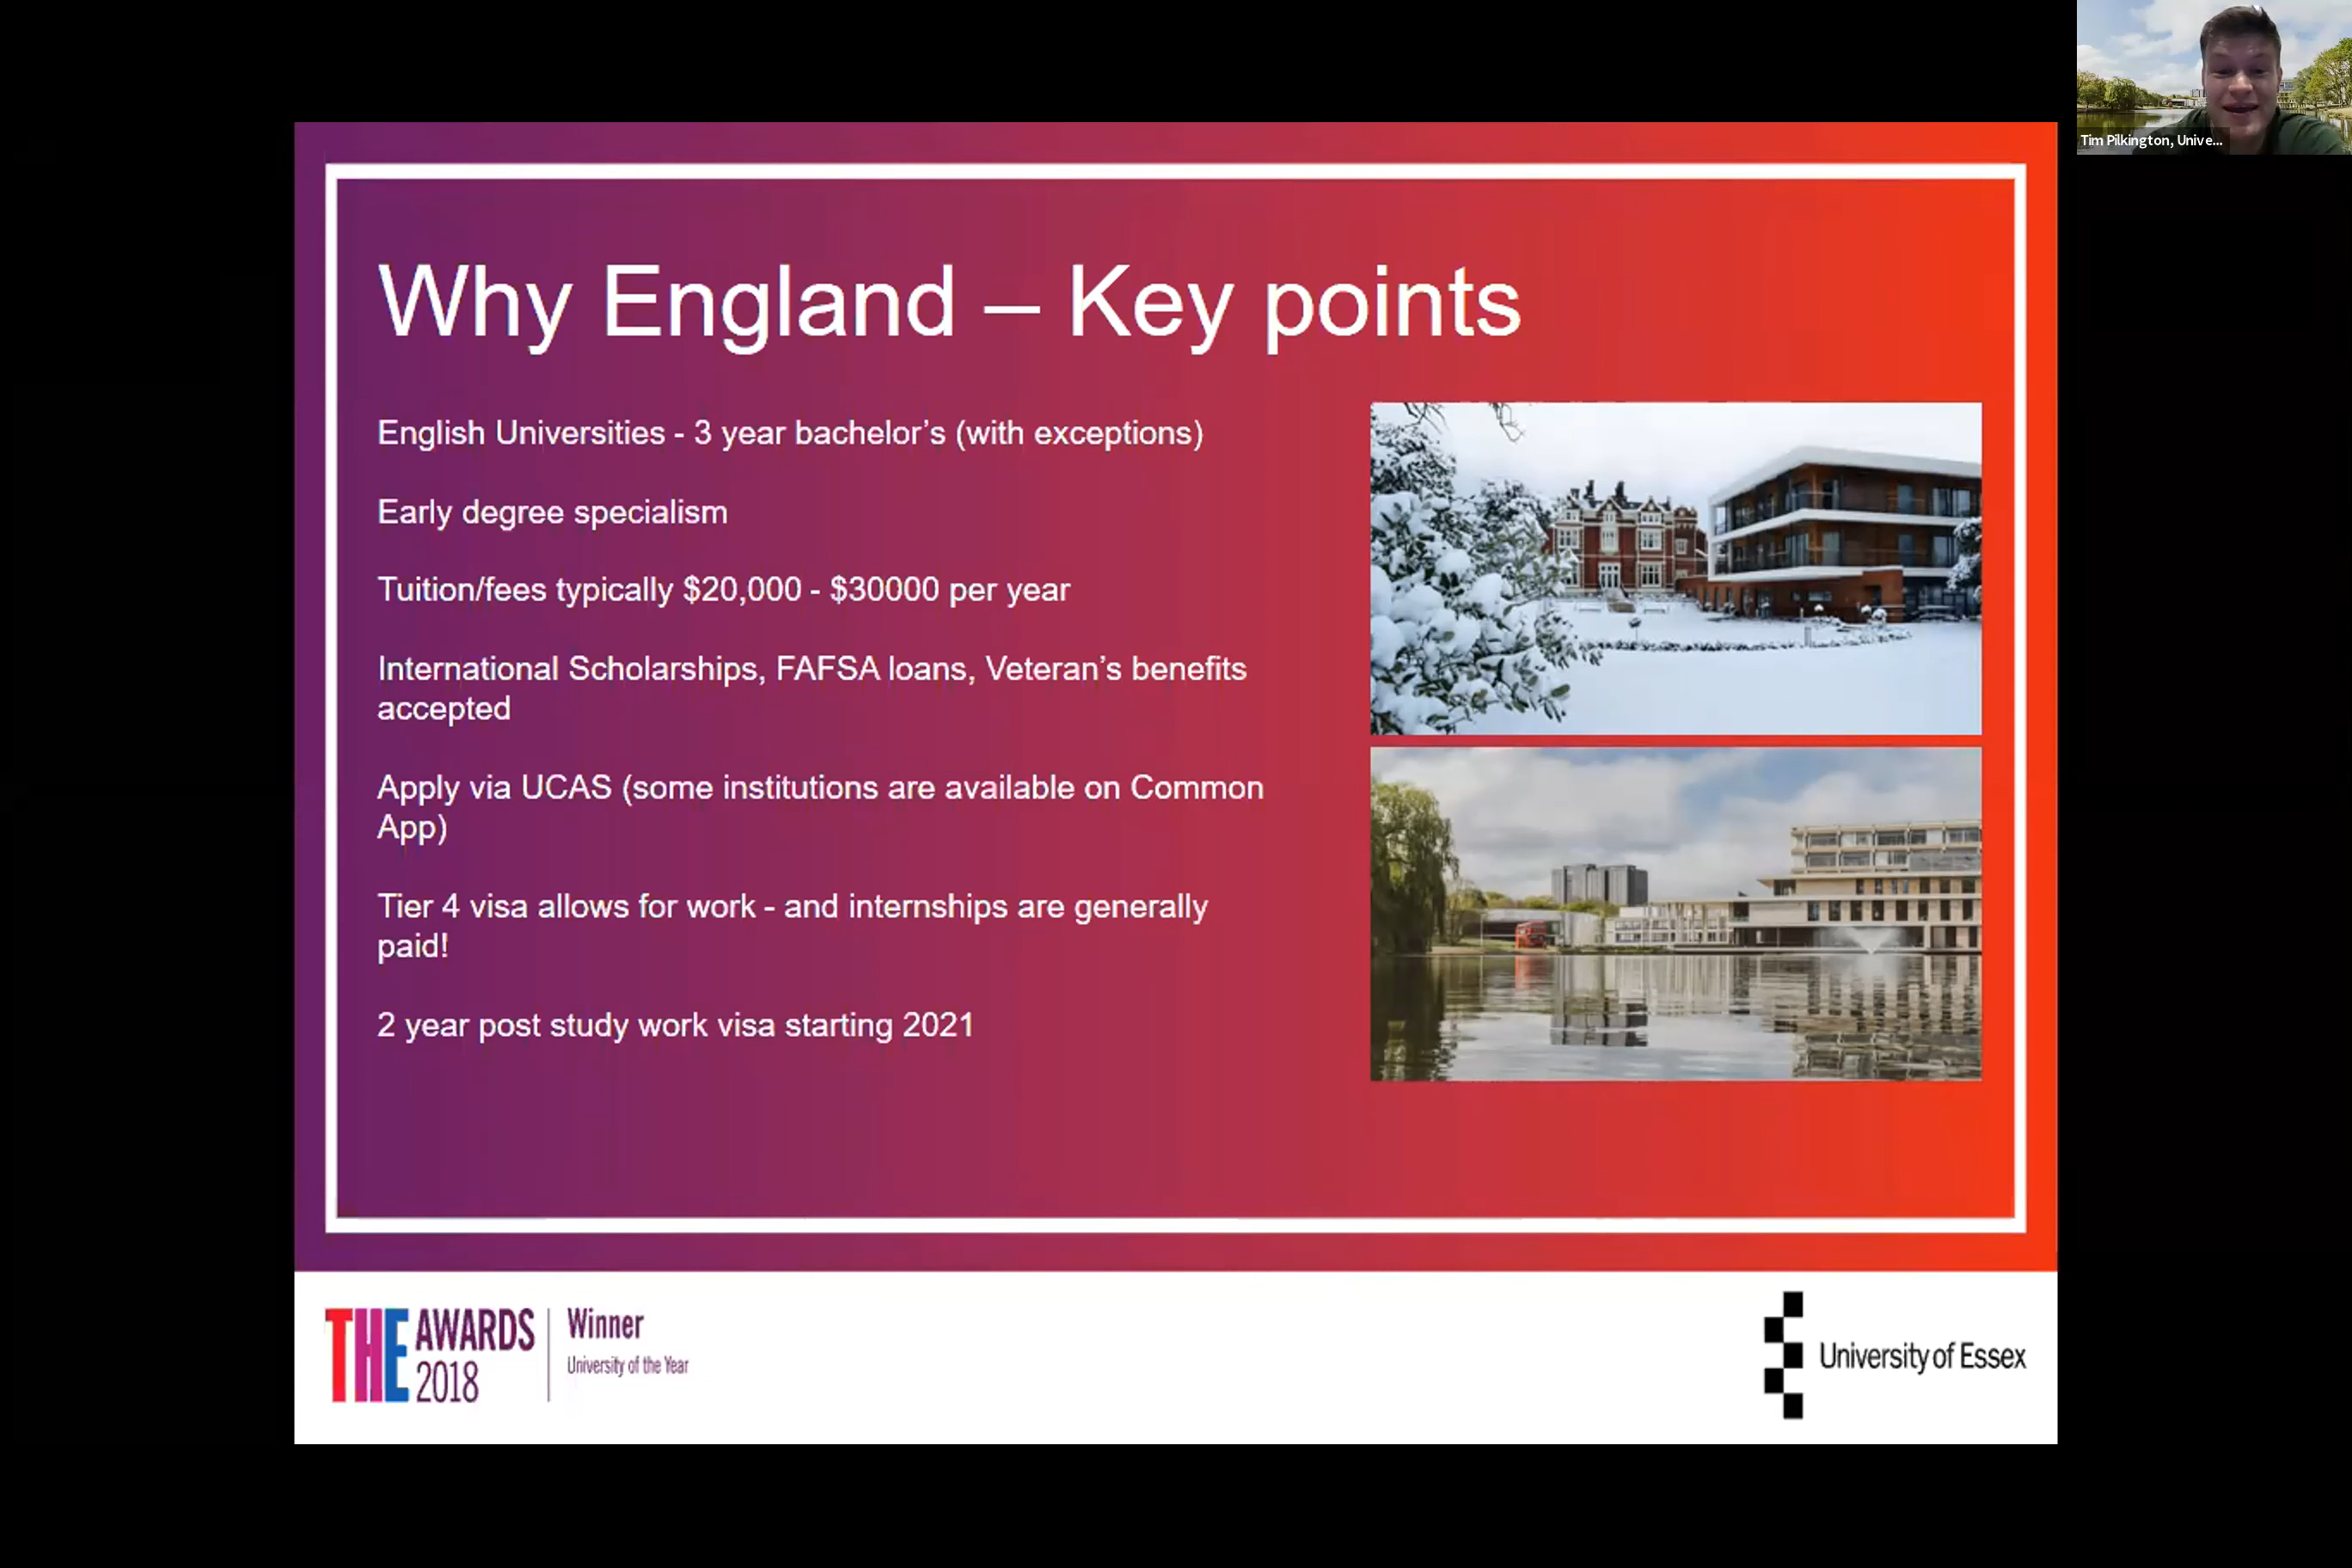 Tim Pilkington, Unive...
Why England – Key points
English Universities - 3 year bachelor’s (with exceptions)
Early degree specialism
Tuition/fees typically $20,000 - $30000 per year
International Scholarships, FAFSA loans, Veteran’s benefits
accepted
Apply via UCAS (some institutions are available on Common
App)
Tier 4 visa allows for work - and internships are generally
paid!
2 year post study work visa starting 2021
THE AWARDS
2018
Winner
University of the Year
University of Essex